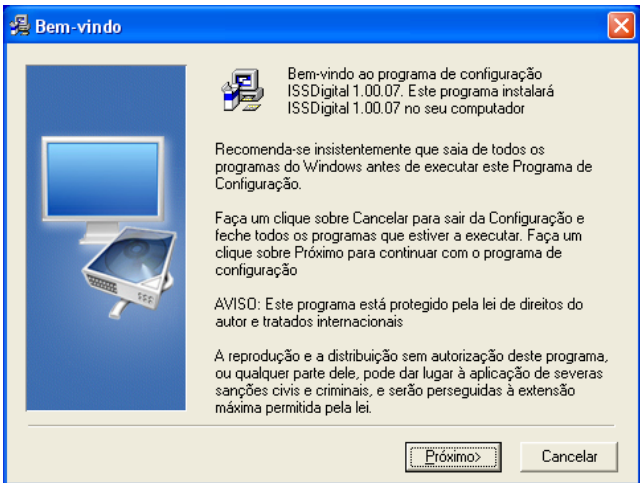 Bem-vindo
Bem-vindo ao programa de configuração
ISSDigital 1.00.07. Este programa instalará
ISSDigital 1.00.07 no seu computador
Recomenda-se insistentemente que saia de todos os
programas do Windows antes de executar este Programa de
Configuração.
Faça um clique sobre Cancelar para sair da Configuração e
feche todos os programas que estiver a executar. Faça um
clique sobre Próximo para continuar com o programa de
configuração
AVISO: Este programa está protegido pela lei de direitos do
autor e tratados internacionais
A reprodução e a distribuição sem autorização deste programa,
ou qualquer parte dele, pode dar lugar à aplicação de severas
sanções civis e criminais, e serão perseguidas à extensão
máxima permitida pela lei.
Próximo>
Cancelar